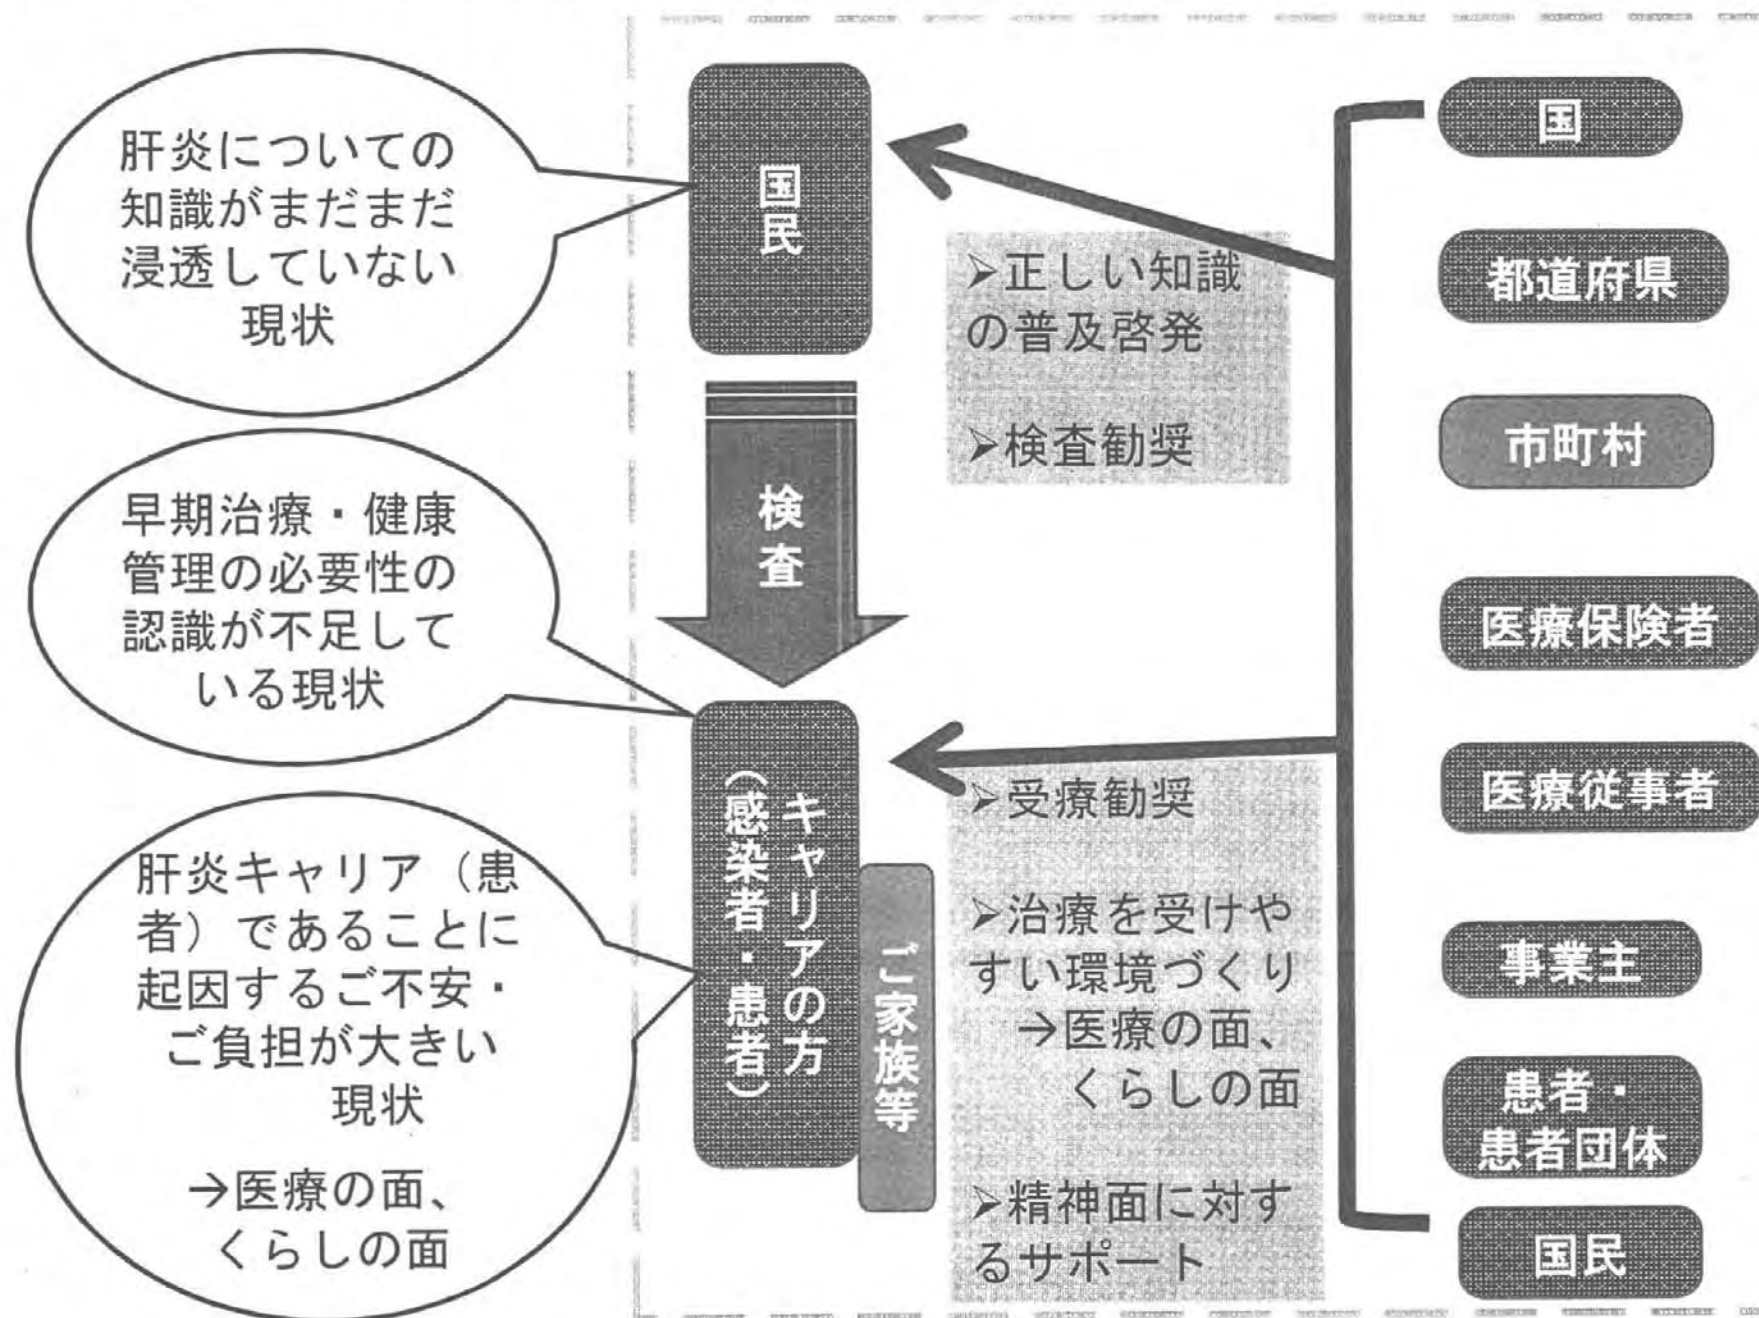 肝炎についての
知識がまだまだ
浸透していない
現状
早期治療・健康
管理の必要性の
認識が不足して
いる現状
肝炎キャリア（患
者）であることに
起因するご不安・
ご負担が大きい
現状
→医療の面、
くらしの面
国民
検査
キャリアの方
（感染者・患者）
ご家族等
➢正しい知識
の普及啓発
➢検査勧奨
➢受療勧奨
➢治療を受けや
すい環境づくり
→医療の面、
くらしの面
➢精神面に対す
るサポート
国
都道府県
市町村
医療保険者
医療従事者
事業主
患者・
患者団体
国民